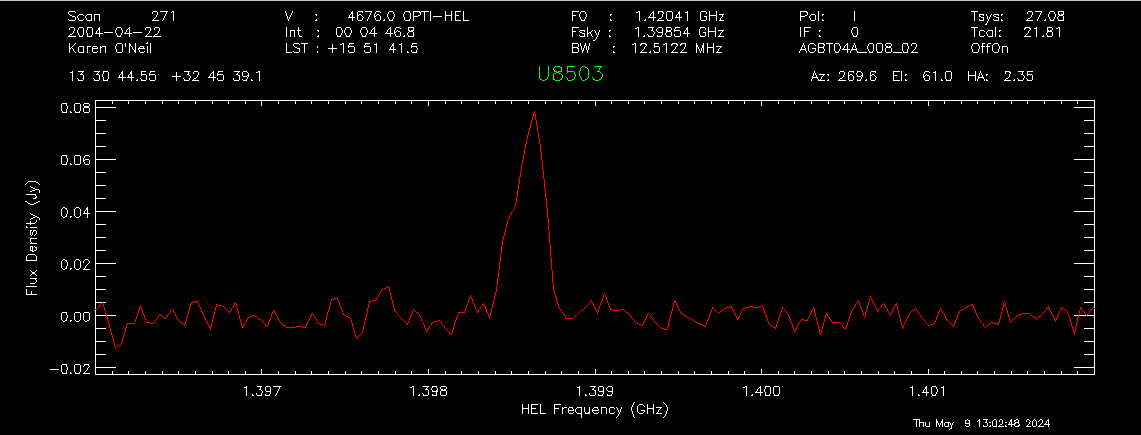 Scan 271 V : 4676.0 OPTI-HEL F0 : 1.42041 GHz Pol: I Tsys: 27.08
2004-04-22 Int : 00 04 46.8 Fsky : 1.39854 GHz IF : 0 Tcal: 21.81
Karen O'Neil LST : +15 51 41.5 BW : 12.5122 MHz AGBT04A_008_02 OffOn
13 30 44.55 +32 45 39.1 U8503 Az: 269.6 El: 61.0 HA: 2.35
0.08
0.06
0.04
0.02
0.00
-0.02
Flux Density (Jy)
1.397 1.398 1.399 1.400 1.401
HEL Frequency (GHz)
Thu May 9 13:02:48 2024